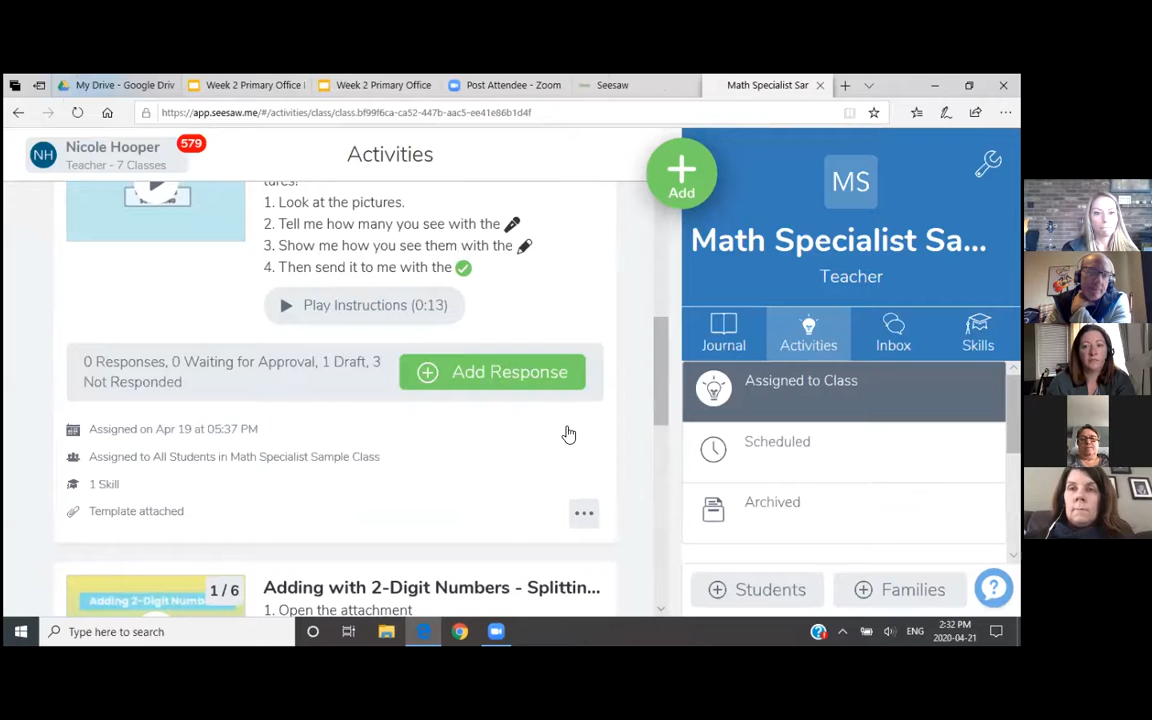 My Drive - Google Driv
Week 2 Primary Office
Week 2 Primary Office
Post Attendee - Zoom
Seesaw
Math Specialist Sar
https://app.seesaw.me/#/activities/class/class.bf99f6ca-ca52-447b-aac5-ee41e86b1d4f
NH
Nicole Hooper
Teacher - 7 Classes
579
Activities
Add
MS
Math Specialist Sa...
Teacher
Journal
Activities
Inbox
Skills
Assigned to Class
Scheduled
Archived
Students
Families
?
tures!
1. Look at the pictures.
2. Tell me how many you see with the
3. Show me how you see them with the
4. Then send it to me with the
Play Instructions (0:13)
0 Responses, 0 Waiting for Approval, 1 Draft, 3
Not Responded
Add Response
Assigned on Apr 19 at 05:37 PM
Assigned to All Students in Math Specialist Sample Class
1 Skill
Template attached
1 / 6
Adding 2-Digit Numb
Adding with 2-Digit Numbers - Splittin...
1. Open the attachment
Type here to search
ENG
2:32 PM
2020-04-21